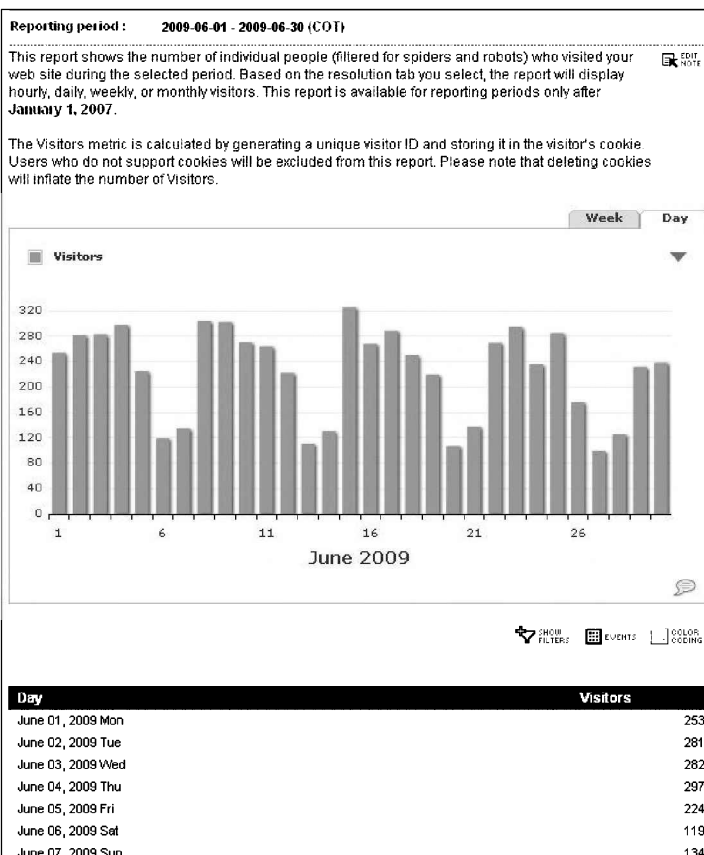 Reporting period : 2009-06-01 - 2009-06-30 (COT)
This report shows the number of individual people (filtered for spiders and robots) who visited your
web site during the selected period. Based on the resolution tab you select, the report will display
hourly, daily, weekly, or monthly visitors. This report is available for reporting periods only after
January 1, 2007.
EDIT
NOTE
The Visitors metric is calculated by generating a unique visitor ID and storing it in the visitor's cookie.
Users who do not support cookies will be excluded from this report. Please note that deleting cookies
will inflate the number of Visitors.
Week Day
Visitors
320
280
240
200
160
120
80
40
0
1 6 11 16 21 26
June 2009
SHOW FILTERS EVENTS COLOR CODING
Day Visitors
June 01, 2009 Mon 253
June 02, 2009 Tue 281
June 03, 2009 Wed 282
June 04, 2009 Thu 297
June 05, 2009 Fri 224
June 06, 2009 Sat 119
June 07, 2009 Sun 134